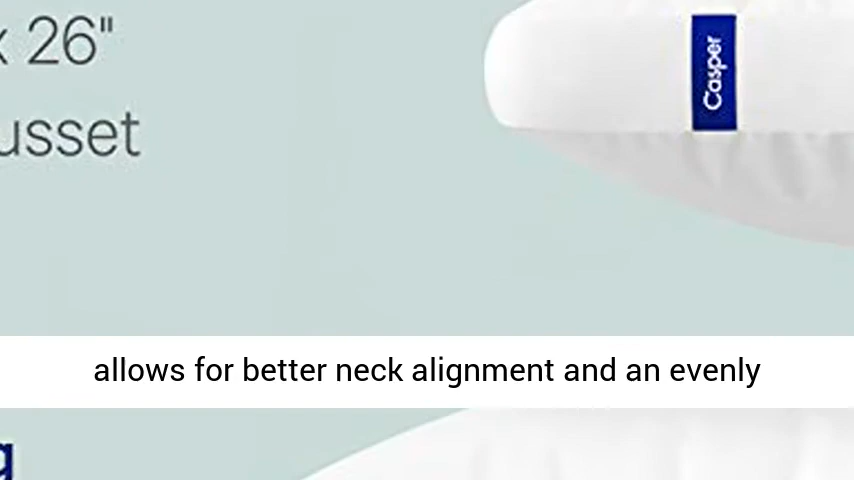 x 26"
usset
Casper
allows for better neck alignment and an evenly
g